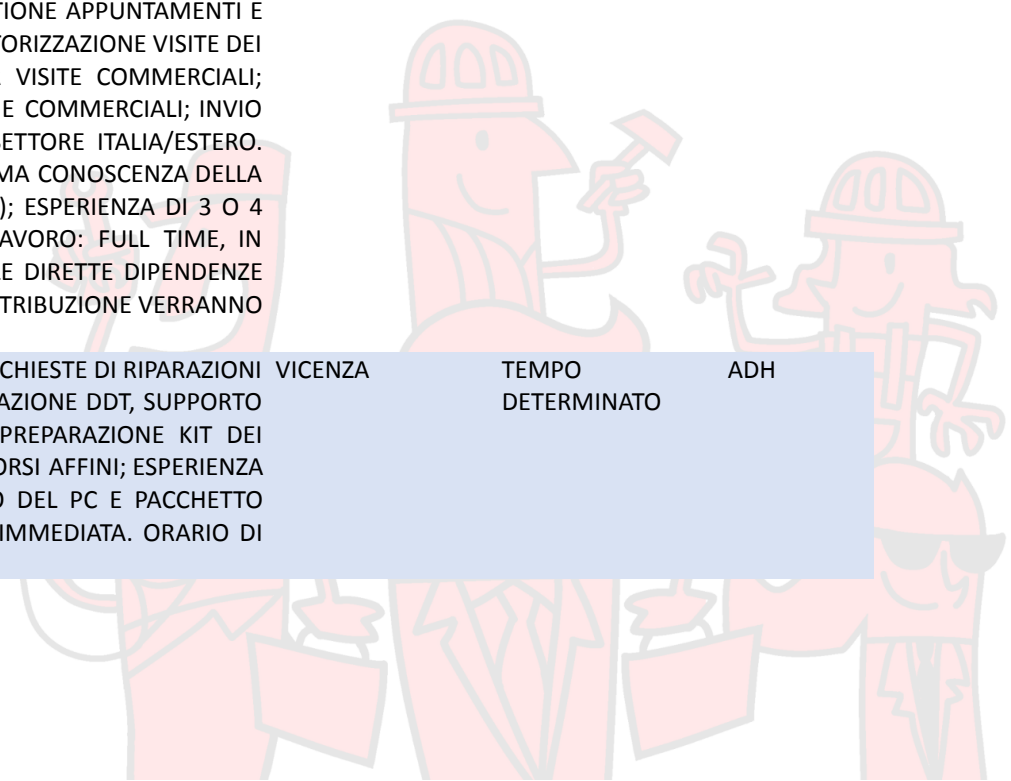 TIONE APPUNTAMENTI E
TORIZZAZIONE VISITE DEI
VISITE COMMERCIALI;
E COMMERCIALI; INVIO
SETTORE ITALIA/ESTERO.
MA CONOSCENZA DELLA
); ESPERIENZA DI 3 O 4
AVORO: FULL TIME, IN
E DIRETTE DIPENDENZE
TRIBUZIONE VERRANNO
CHIESTE DI RIPARAZIONI VICENZA TEMPO ADH
AZIONE DDT, SUPPORTO DETERMINATO
PREPARAZIONE KIT DEI
ORSI AFFINI; ESPERIENZA
O DEL PC E PACCHETTO
IMMEDIATA. ORARIO DI